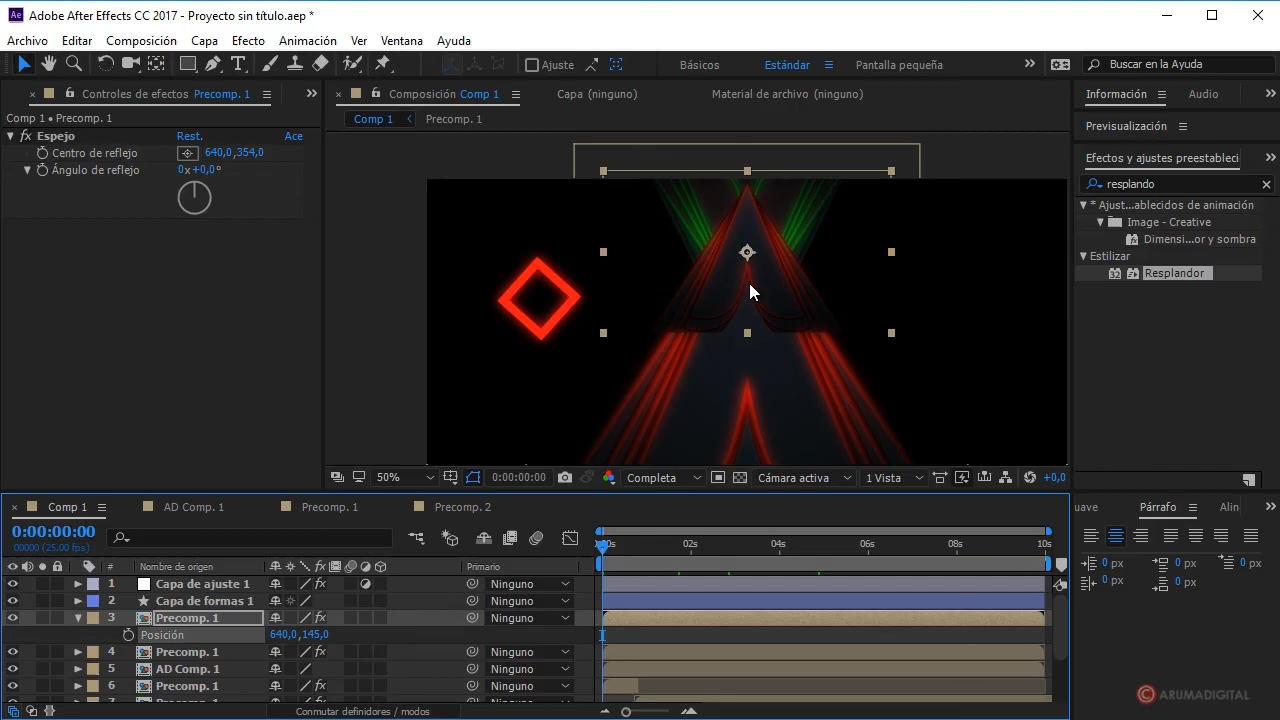 Adobe After Effects CC 2017 - Proyecto sin título.aep *
Archivo Editar Composición Capa Efecto Animación Ver Ventana Ayuda
Ajuste Básicos Estándar Pantalla pequeña Buscar en la Ayuda
Controles de efectos Precomp. 1
Composición Comp 1 Capa (ninguno) Material de archivo (ninguno)
Información Audio
Comp 1 • Precomp. 1
Comp 1 Precomp. 1
Previsualización
fx Espejo Rest. Ace
Centro de reflejo 640,0,354,0
Ángulo de reflejo 0x+0,0°
Efectos y ajustes preestableci
resplando
* Ajust...ablecidos de animación
Image - Creative
Dimensi...or y sombra
Estilizar
32 Resplandor
50% 0:00:00:00 Completa Cámara activa 1 Vista +0,0
Comp 1 AD Comp. 1 Precomp. 1 Precomp. 2
uave Párrafo Alin
0:00:00:00
00000 (25.00 fps)
00s 02s 04s 06s 08s 10s
# Nombre de origen fx Primario
1 Capa de ajuste 1 fx Ninguno
2 Capa de formas 1 Ninguno
3 Precomp. 1 fx Ninguno
Posición 640,0,145,0
4 Precomp. 1 fx Ninguno
5 AD Comp. 1 Ninguno
6 Precomp. 1 fx Ninguno
0 px 0 px 0 px
0 px 0 px
Conmutar definidores / modos
© ARUMADIGITAL